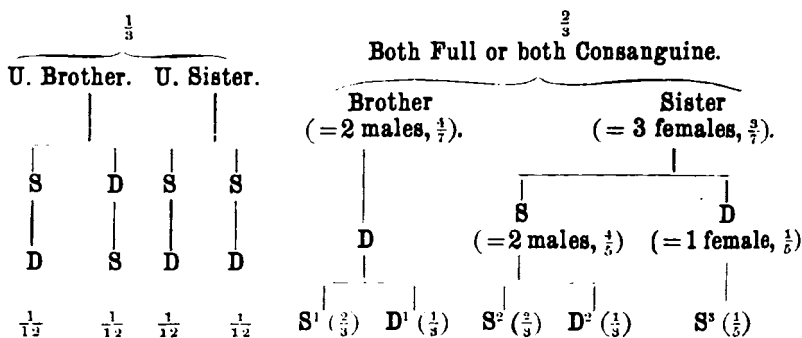 1/3 2/3
Both Full or both Consanguine.
U. Brother. U. Sister.
Brother Sister
(=2 males, 4/7). (=3 females, 3/7).
S D S S
S D
D (=2 males, 4/5) (=1 female, 1/5)
D S D D
1/12 1/12 1/12 1/12 S¹ (2/3) D¹ (1/3) S² (2/3) D² (1/3) S³ (1/5)